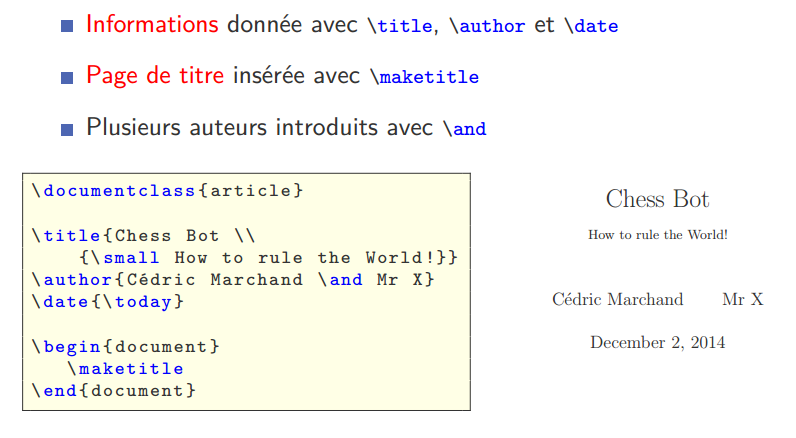 Informations donnée avec \title, \author et \date
Page de titre insérée avec \maketitle
Plusieurs auteurs introduits avec \and
\documentclass{article}
\title{Chess Bot \\
{\small How to rule the World!}}
\author{Cédric Marchand \and Mr X}
\date{\today}
\begin{document}
\maketitle
\end{document}
Chess Bot
How to rule the World!
Cédric Marchand Mr X
December 2, 2014